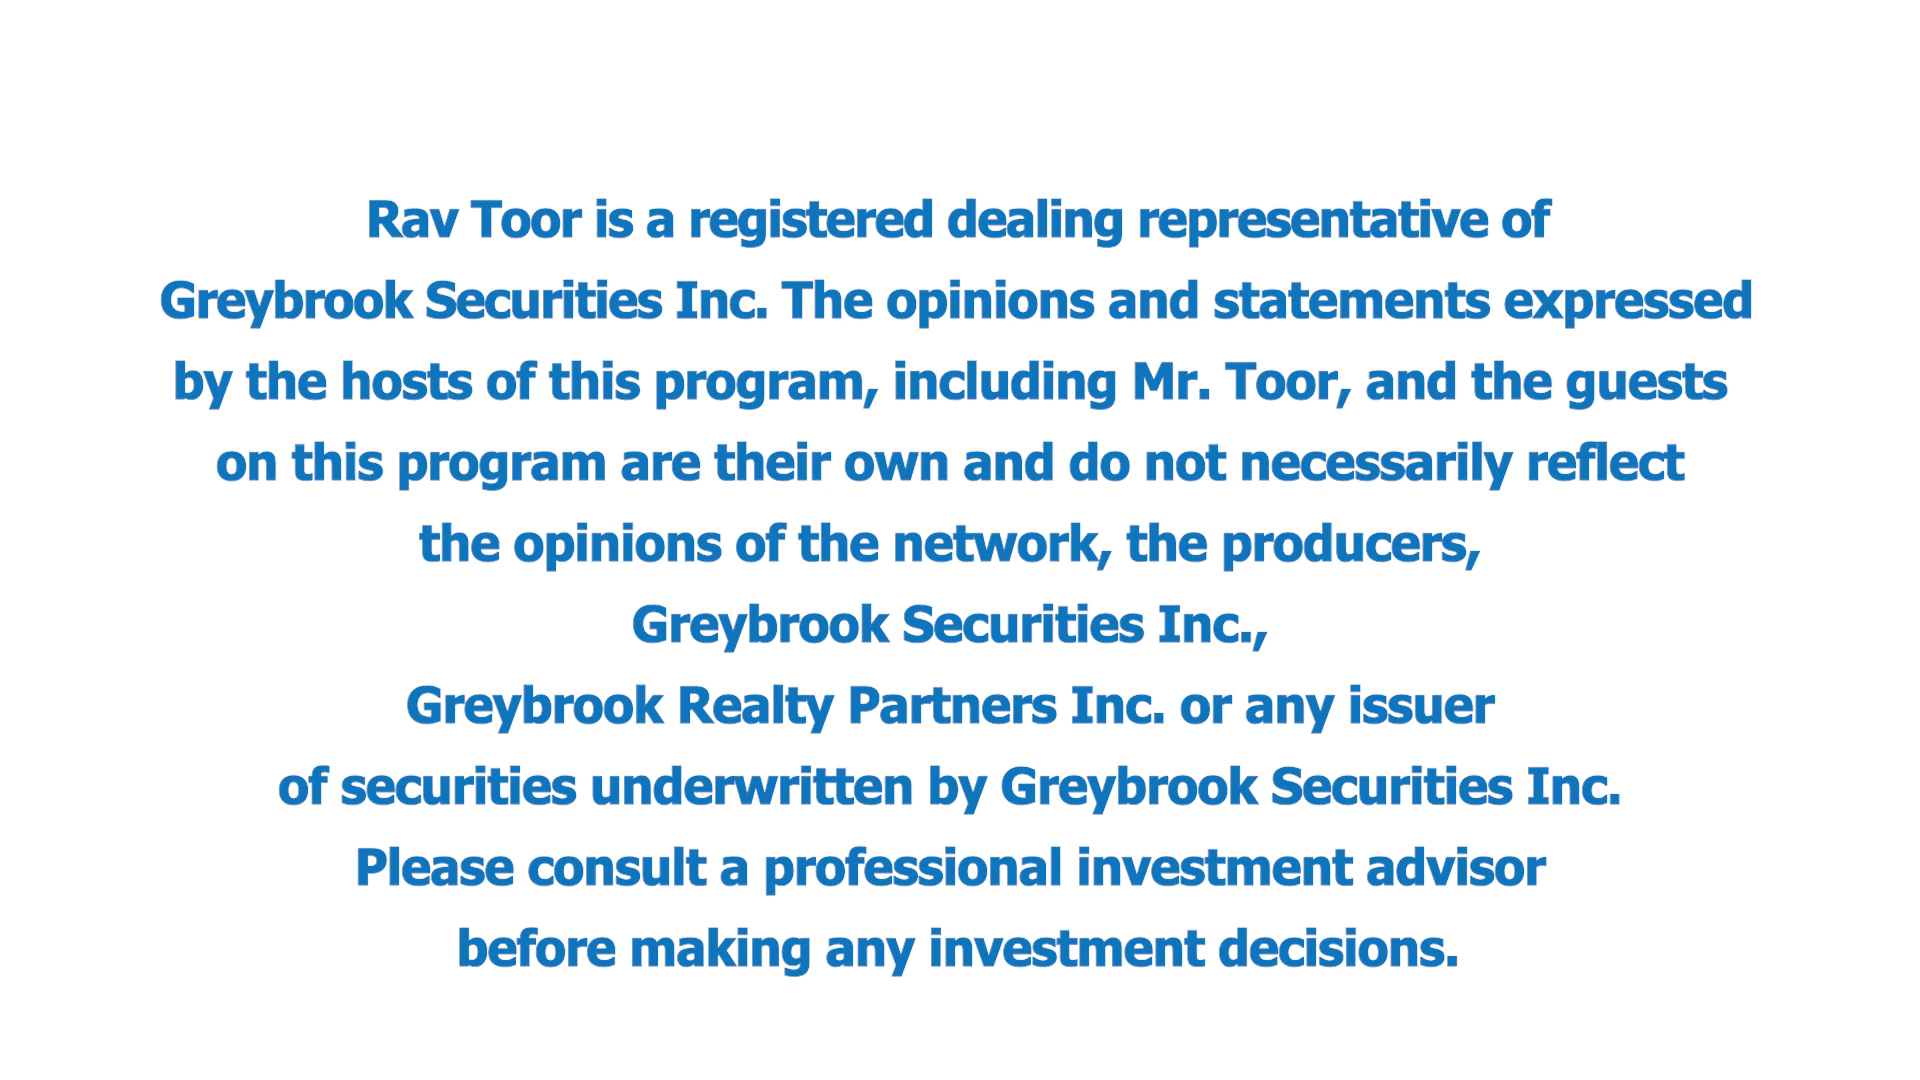 Rav Toor is a registered dealing representative of
Greybrook Securities Inc. The opinions and statements expressed
by the hosts of this program, including Mr. Toor, and the guests
on this program are their own and do not necessarily reflect
the opinions of the network, the producers,
Greybrook Securities Inc.,
Greybrook Realty Partners Inc. or any issuer
of securities underwritten by Greybrook Securities Inc.
Please consult a professional investment advisor
before making any investment decisions.